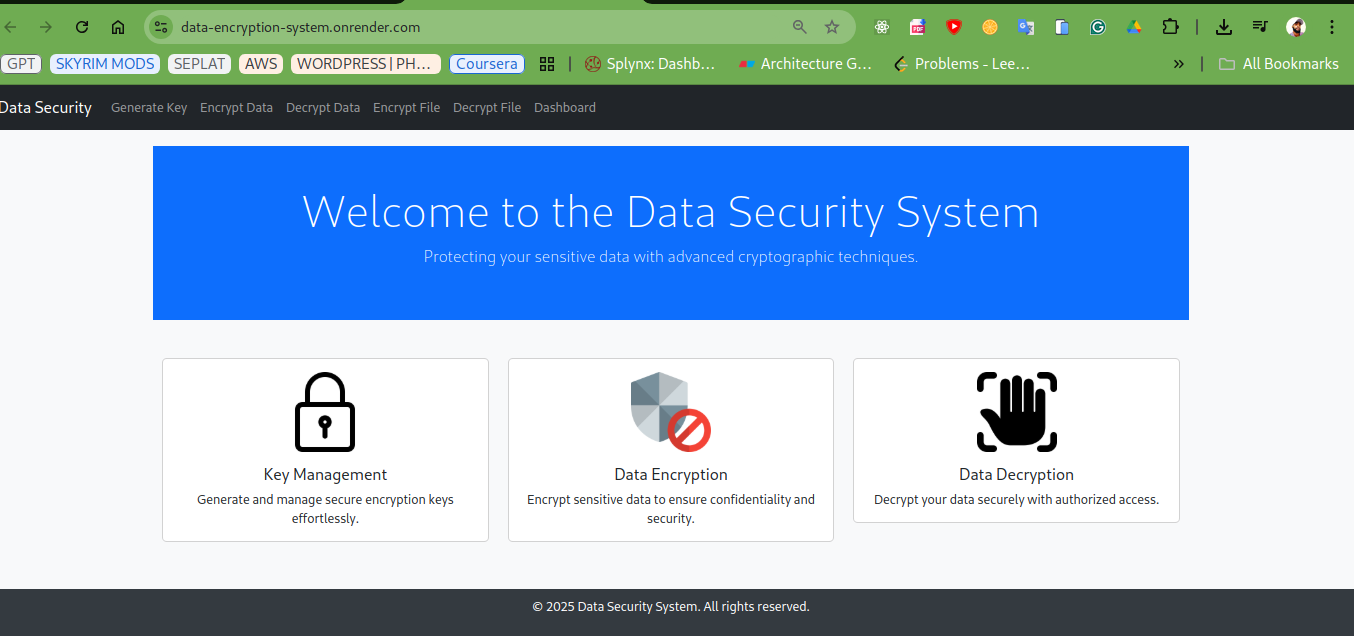 data-encryption-system.onrender.com
GPT SKYRIM MODS SEPLAT AWS WORDPRESS | PH... Coursera Splynx: Dashb... Architecture G... Problems - Lee... » All Bookmarks
Data Security Generate Key Encrypt Data Decrypt Data Encrypt File Decrypt File Dashboard
Welcome to the Data Security System
Protecting your sensitive data with advanced cryptographic techniques.
Key Management
Generate and manage secure encryption keys
effortlessly.
Data Encryption
Encrypt sensitive data to ensure confidentiality and
security.
Data Decryption
Decrypt your data securely with authorized access.
© 2025 Data Security System. All rights reserved.